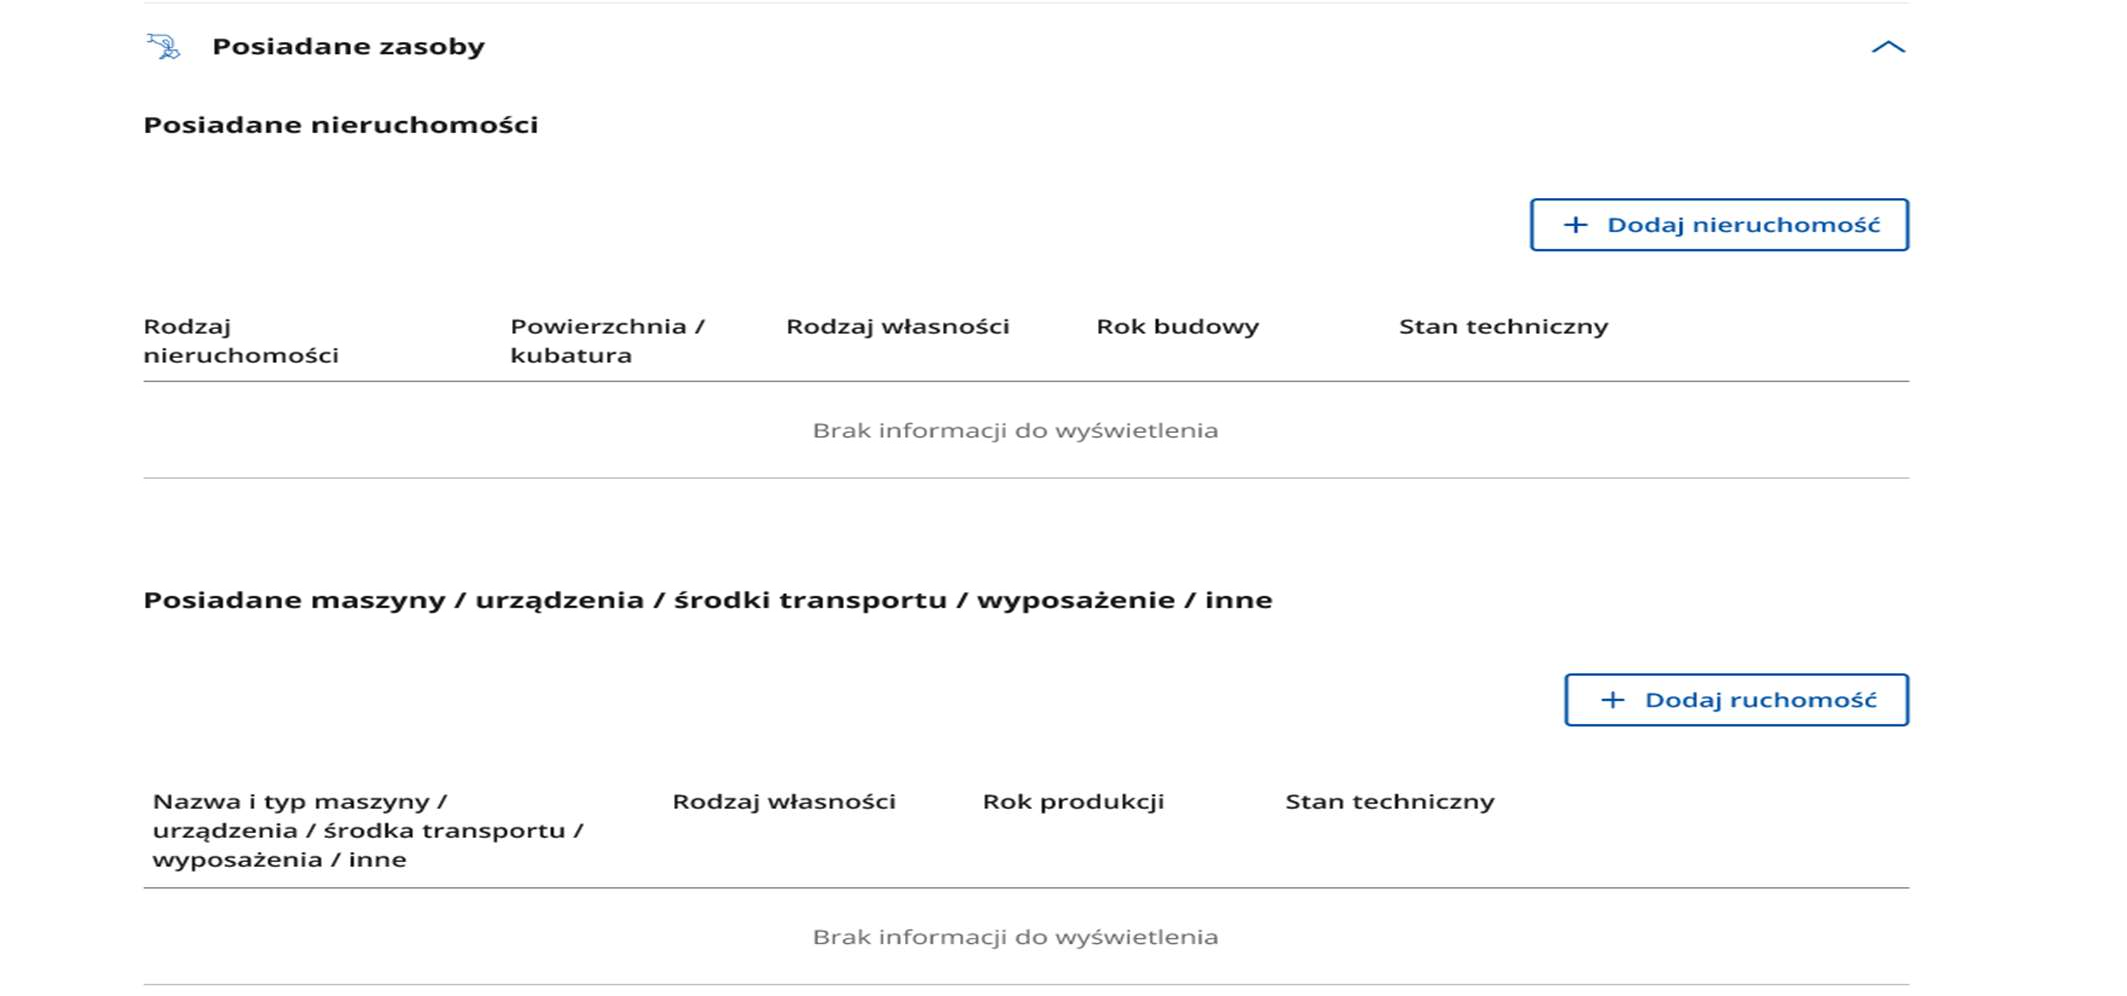 Posiadane zasoby
Posiadane nieruchomości
+ Dodaj nieruchomość
Rodzaj nieruchomości
Powierzchnia / kubatura
Rodzaj własności
Rok budowy
Stan techniczny
Brak informacji do wyświetlenia
Posiadane maszyny / urządzenia / środki transportu / wyposażenie / inne
+ Dodaj ruchomość
Nazwa i typ maszyny /
urządzenia / środka transportu /
wyposażenia / inne
Rodzaj własności
Rok produkcji
Stan techniczny
Brak informacji do wyświetlenia